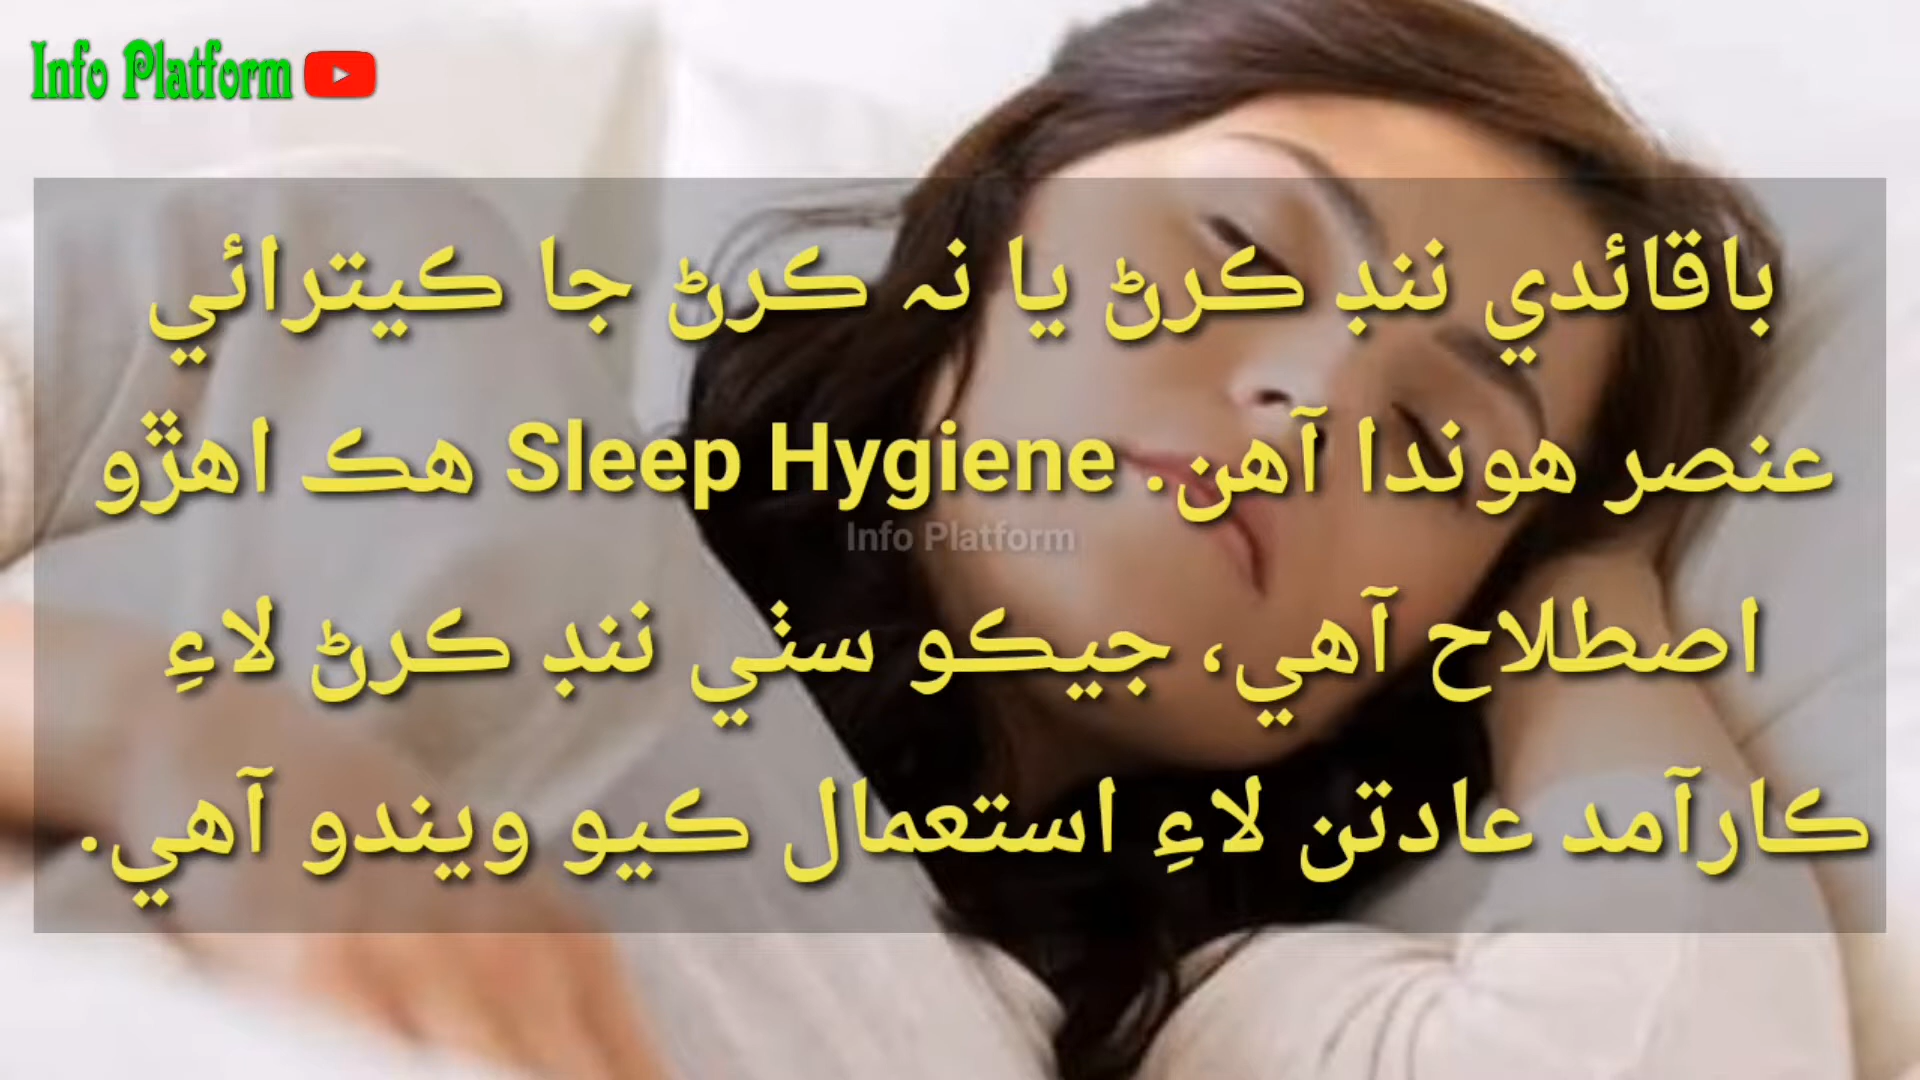 Info Platform
باقائدي ننڊ ڪرڻ يا نہ ڪرڻ جا ڪيترائي
عنصر هوندا آهن. Sleep Hygiene هڪ اهڙو
Info Platform
اصطلاح آهي، جيڪو سٺي ننڊ ڪرڻ لاءِ
ڪارآمد عادتن لاءِ استعمال ڪيو ويندو آهي.